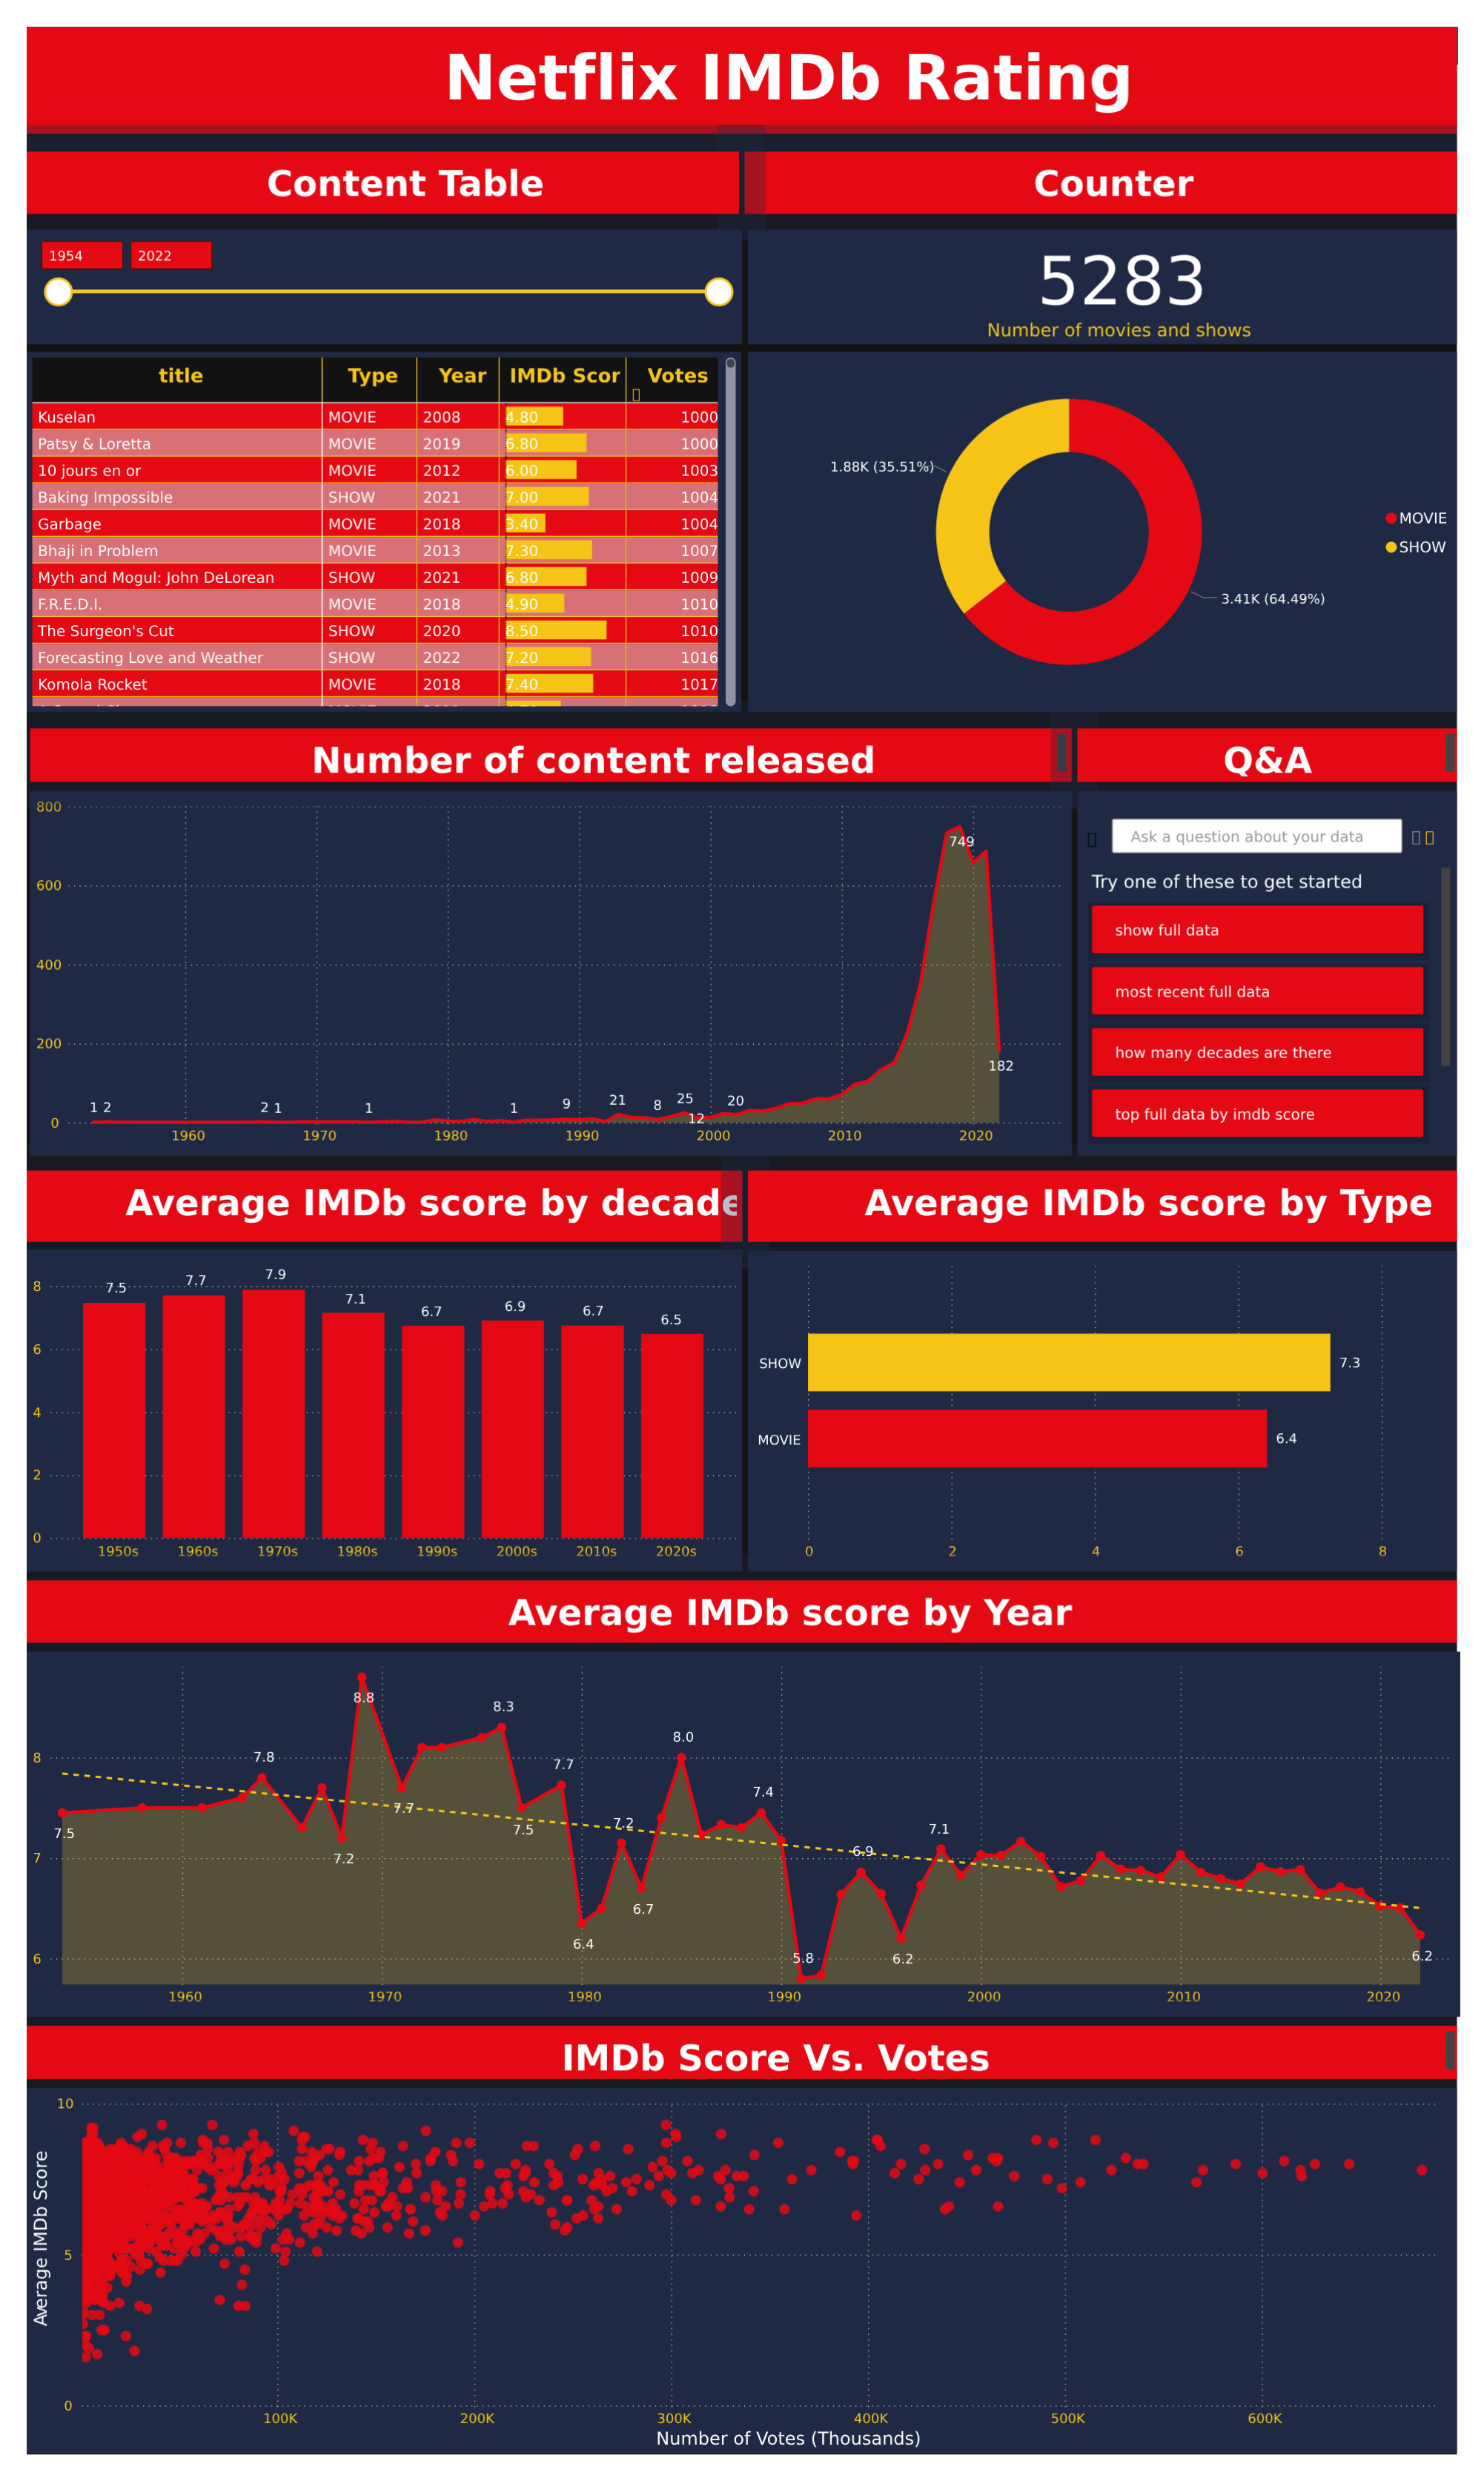 Netflix IMDb Rating
Content Table
Counter
1954 2022
5283
Number of movies and shows
title Type Year IMDb Scor Votes
Kuselan MOVIE 2008 4.80 1000
Patsy & Loretta MOVIE 2019 6.80 1000
10 jours en or MOVIE 2012 6.00 1003
Baking Impossible SHOW 2021 7.00 1004
Garbage MOVIE 2018 3.40 1004
Bhaji in Problem MOVIE 2013 7.30 1007
Myth and Mogul: John DeLorean SHOW 2021 6.80 1009
F.R.E.D.I. MOVIE 2018 4.90 1010
The Surgeon's Cut SHOW 2020 8.50 1010
Forecasting Love and Weather SHOW 2022 7.20 1016
Komola Rocket MOVIE 2018 7.40 1017
1.88K (35.51%)
3.41K (64.49%)
MOVIE
SHOW
Number of content released
800
600
400
200
0
749
182
1 2 2 1 1 1 9 21 8 25 12 20
1960 1970 1980 1990 2000 2010 2020
Q&A
Ask a question about your data
Try one of these to get started
show full data
most recent full data
how many decades are there
top full data by imdb score
Average IMDb score by decade
8
6
4
2
0
7.5 7.7 7.9 7.1 6.7 6.9 6.7 6.5
1950s 1960s 1970s 1980s 1990s 2000s 2010s 2020s
Average IMDb score by Type
SHOW 7.3
MOVIE 6.4
0 2 4 6 8
Average IMDb score by Year
8
7
6
7.5 7.8 7.2 8.8 7.7 8.3 7.5 7.7 6.4 7.2 6.7 8.0 7.4 5.8 6.9 6.2 7.1 6.2
1960 1970 1980 1990 2000 2010 2020
IMDb Score Vs. Votes
Average IMDb Score
10
5
0
100K 200K 300K 400K 500K 600K
Number of Votes (Thousands)